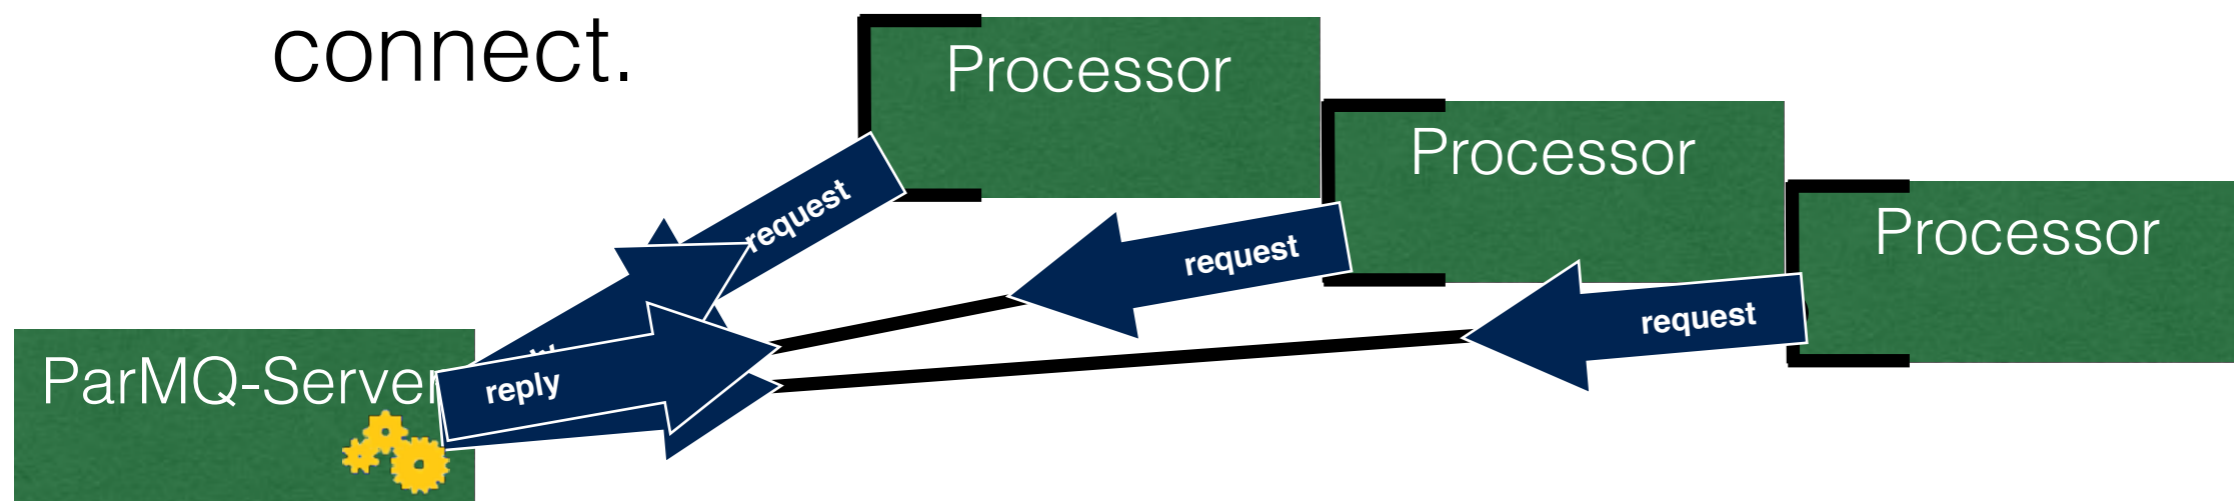 connect.
Processor
Processor
Processor
request
request
request
ParMQ-Server
reply